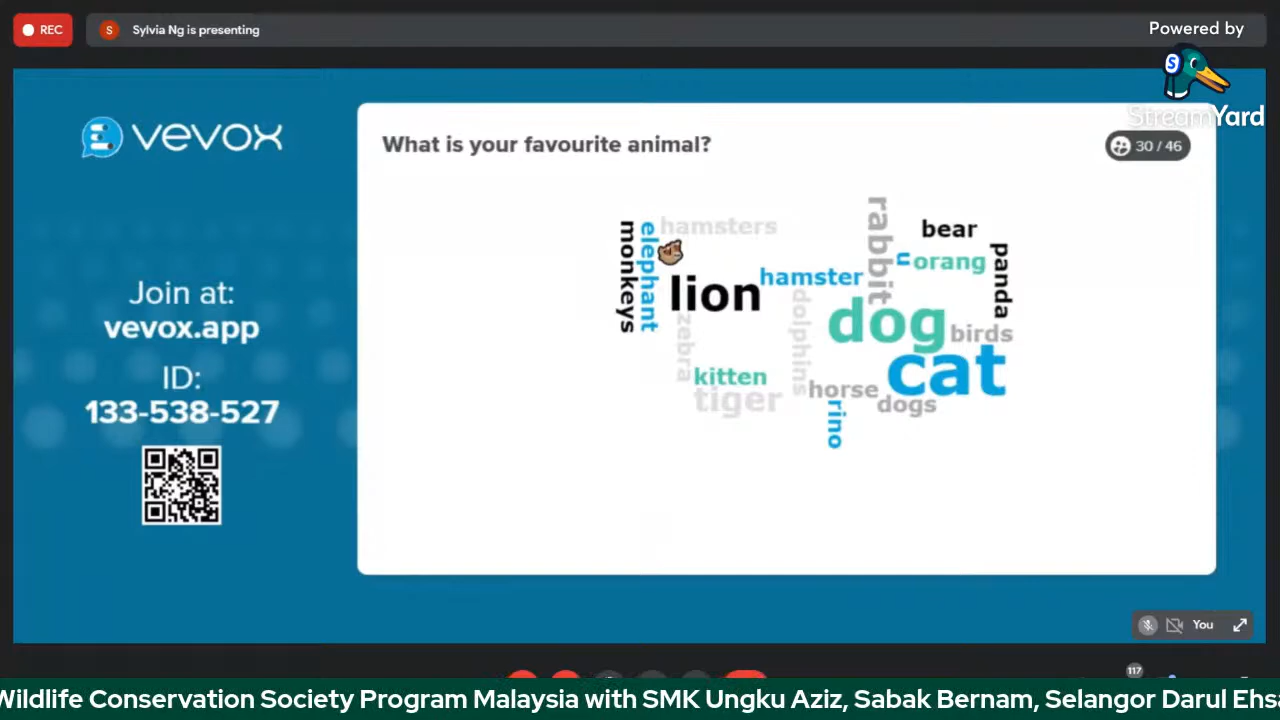 REC
S
Sylvia Ng is presenting
Powered by
S
StreamYard
vevox
What is your favourite animal?
30 / 46
hamsters
monkeys
elephant
lion
hamster
rabbit
bear
u
orang
panda
zebra
dolphins
dog
birds
cat
kitten
tiger
horse
dogs
rino
Join at:
vevox.app
ID:
133-538-527
You
117
Wildlife Conservation Society Program Malaysia with SMK Ungku Aziz, Sabak Bernam, Selangor Darul Ehsa